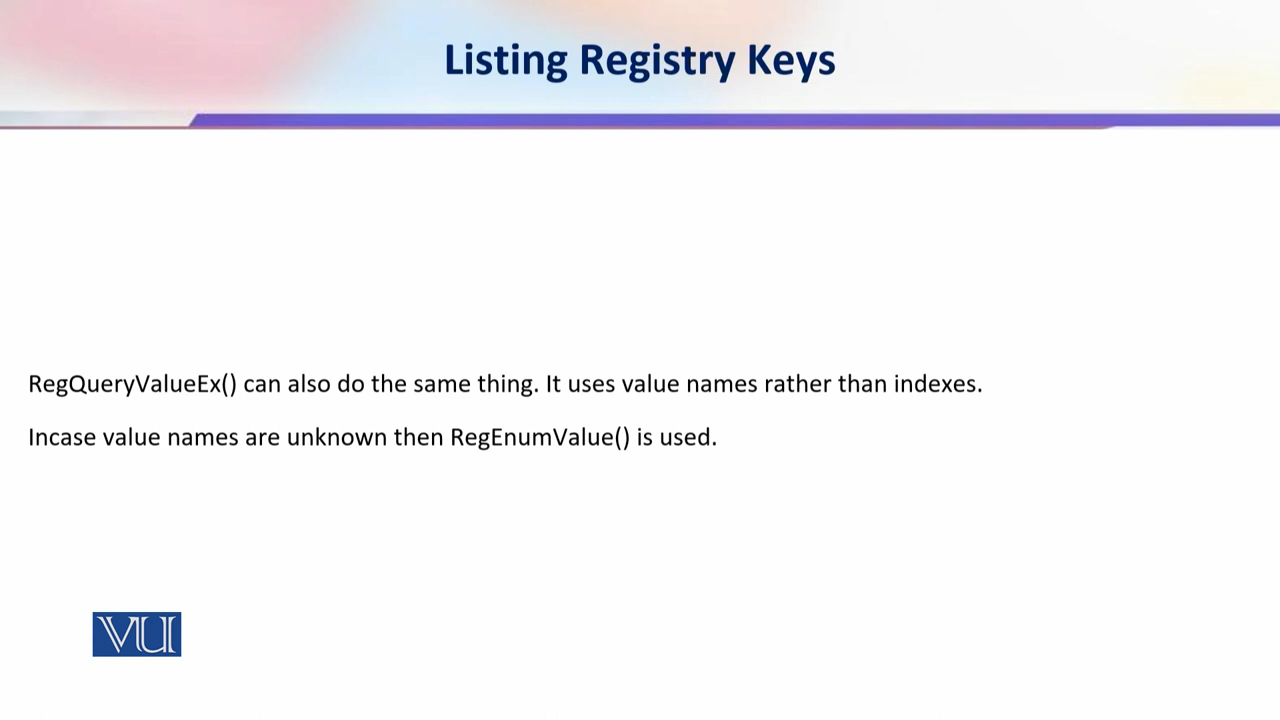 Listing Registry Keys
RegQueryValueEx() can also do the same thing. It uses value names rather than indexes.
Incase value names are unknown then RegEnumValue() is used.
VU